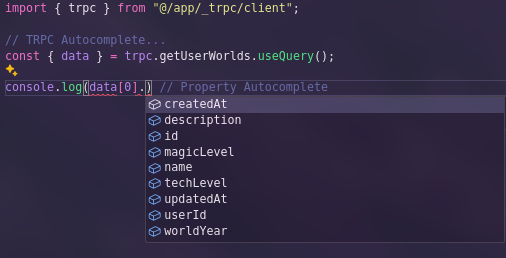 import { trpc } from "@/app/_trpc/client";
// TRPC Autocomplete...
const { data } = trpc.getUserWorlds.useQuery();
console.log(data[0].) // Property Autocomplete
createdAt
description
id
magicLevel
name
techLevel
updatedAt
userId
worldYear